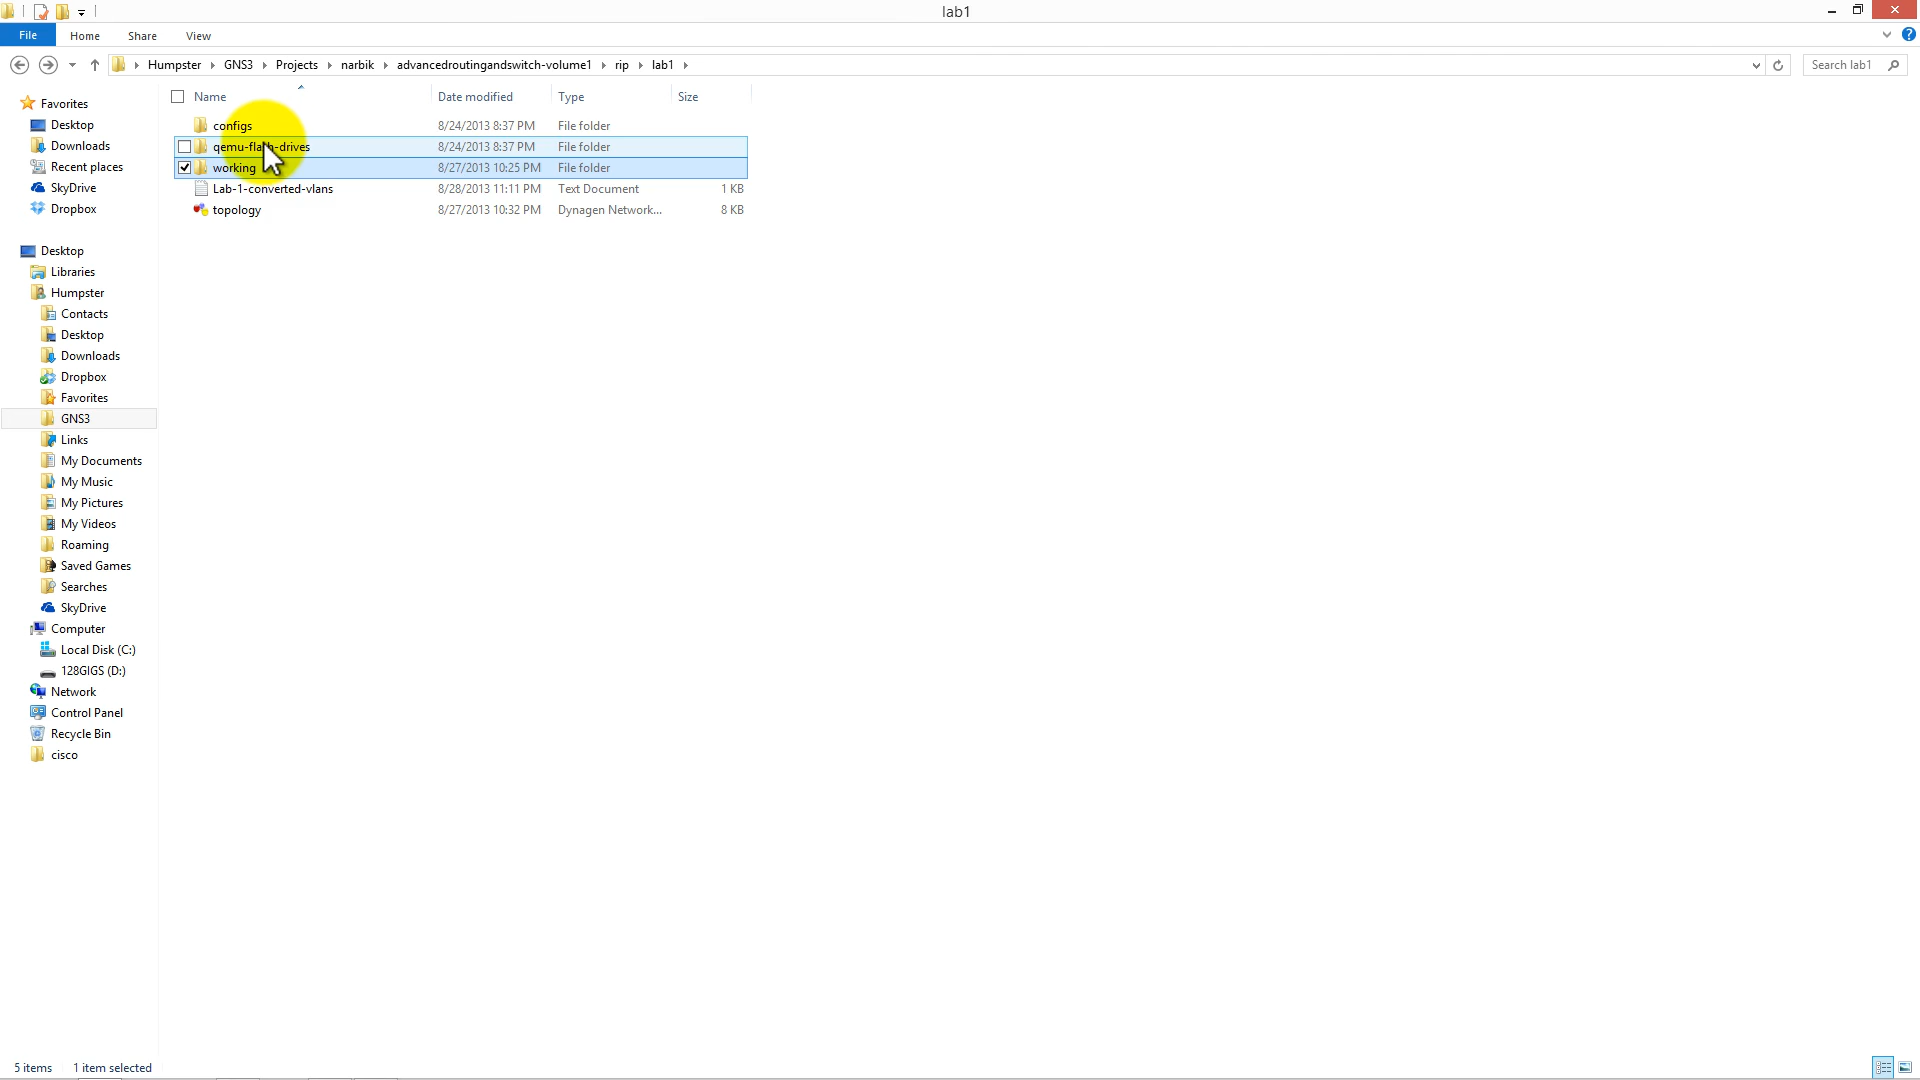 lab1
File Home Share View
Humpster GNS3 Projects narbik advancedroutingandswitch-volume1 rip lab1 Search lab1
Name Date modified Type Size
configs 8/24/2013 8:37 PM File folder
qemu-flash-drives 8/24/2013 8:37 PM File folder
working 8/27/2013 10:25 PM File folder
Lab-1-converted-vlans 8/28/2013 11:11 PM Text Document 1 KB
topology 8/27/2013 10:32 PM Dynagen Network... 8 KB
Favorites
Desktop
Downloads
Recent places
SkyDrive
Dropbox
Desktop
Libraries
Humpster
Contacts
Desktop
Downloads
Dropbox
Favorites
GNS3
Links
My Documents
My Music
My Pictures
My Videos
Roaming
Saved Games
Searches
SkyDrive
Computer
Local Disk (C:)
128GIGS (D:)
Network
Control Panel
Recycle Bin
cisco
5 items 1 item selected